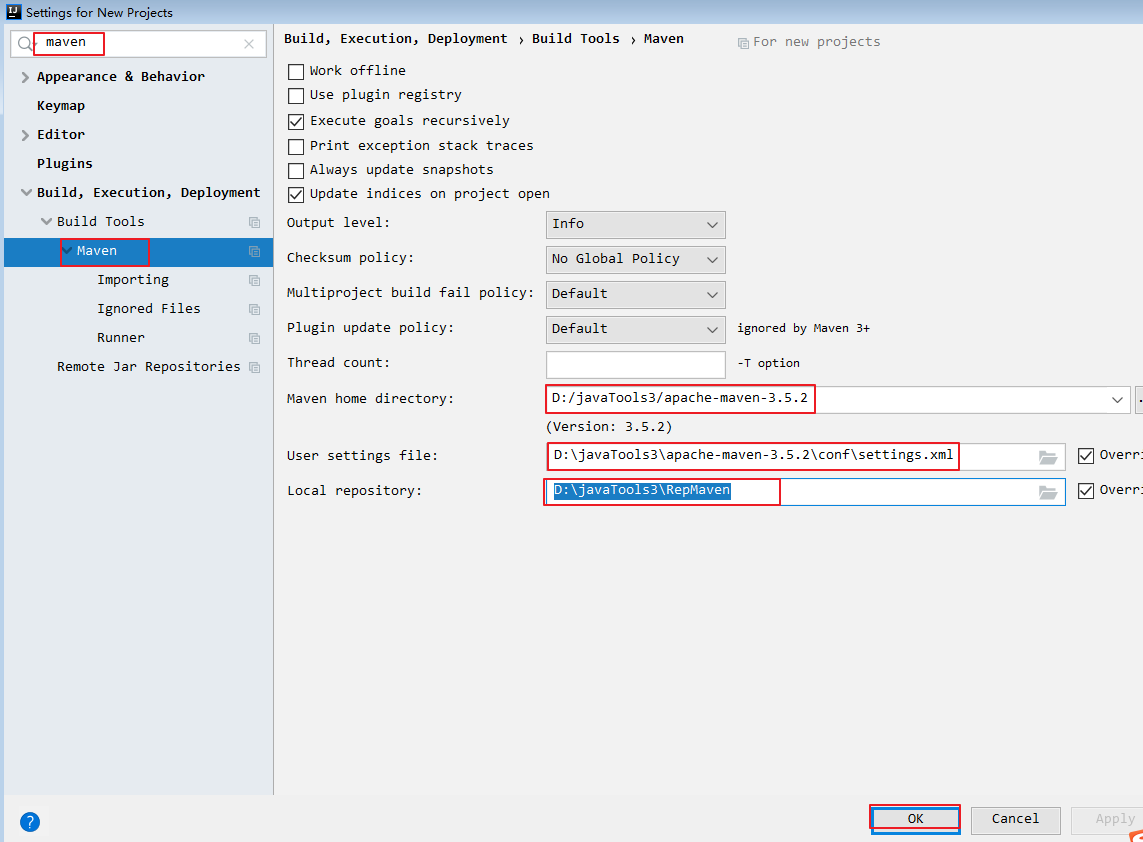 Settings for New Projects
maven
Appearance & Behavior
Keymap
Editor
Plugins
Build, Execution, Deployment
Build Tools
Maven
Importing
Ignored Files
Runner
Remote Jar Repositories
Build, Execution, Deployment › Build Tools › Maven
For new projects
Work offline
Use plugin registry
Execute goals recursively
Print exception stack traces
Always update snapshots
Update indices on project open
Output level: Info
Checksum policy: No Global Policy
Multiproject build fail policy: Default
Plugin update policy: Default ignored by Maven 3+
Thread count: -T option
Maven home directory: D:/javaTools3/apache-maven-3.5.2
(Version: 3.5.2)
User settings file: D:\javaTools3\apache-maven-3.5.2\conf\settings.xml Overri
Local repository: D:\javaTools3\RepMaven Overri
? OK Cancel Apply